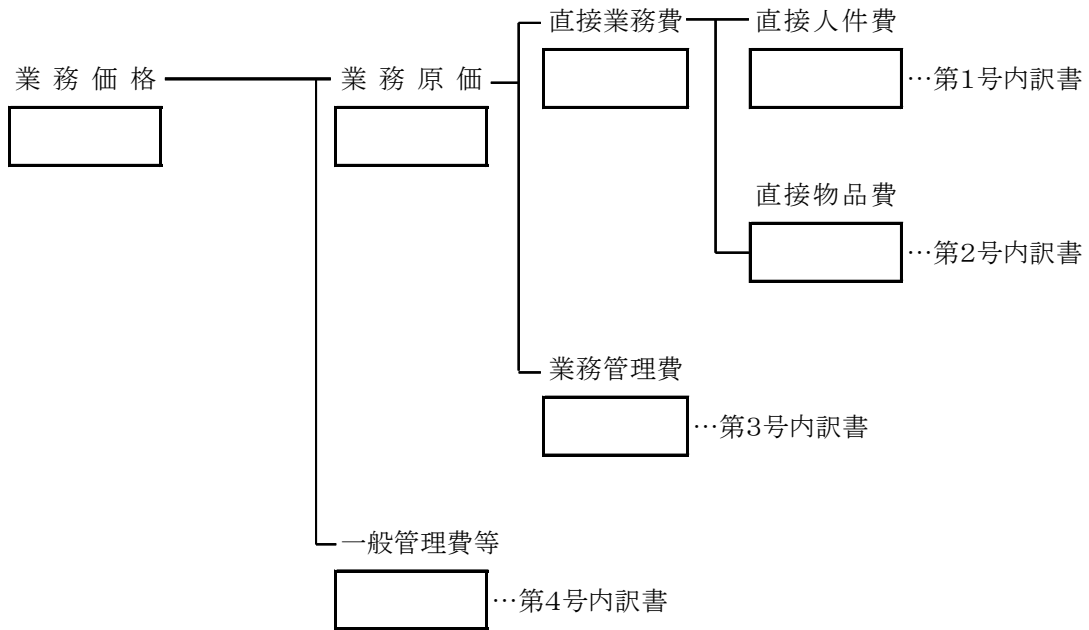 直接業務費
直接人件費
業務価格
業務原価
…第1号内訳書
直接物品費
…第2号内訳書
業務管理費
…第3号内訳書
一般管理費等
…第4号内訳書